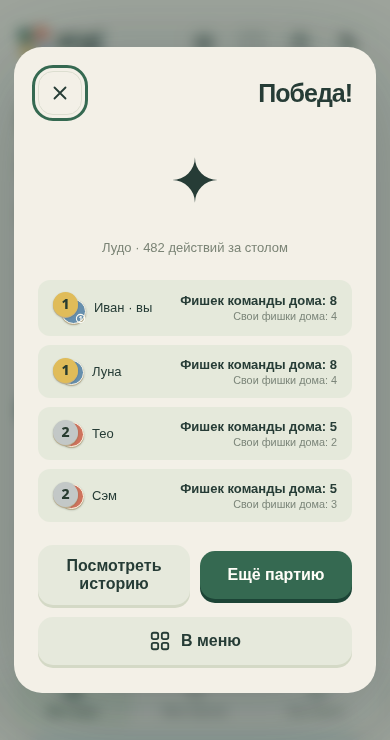 Победа!
Лудо · 482 действий за столом
1 Иван · вы Фишек команды дома: 8
Свои фишки дома: 4
1 Луна Фишек команды дома: 8
Свои фишки дома: 4
2 Тео Фишек команды дома: 5
Свои фишки дома: 2
2 Сэм Фишек команды дома: 5
Свои фишки дома: 3
Посмотреть
историю
Ещё партию
В меню